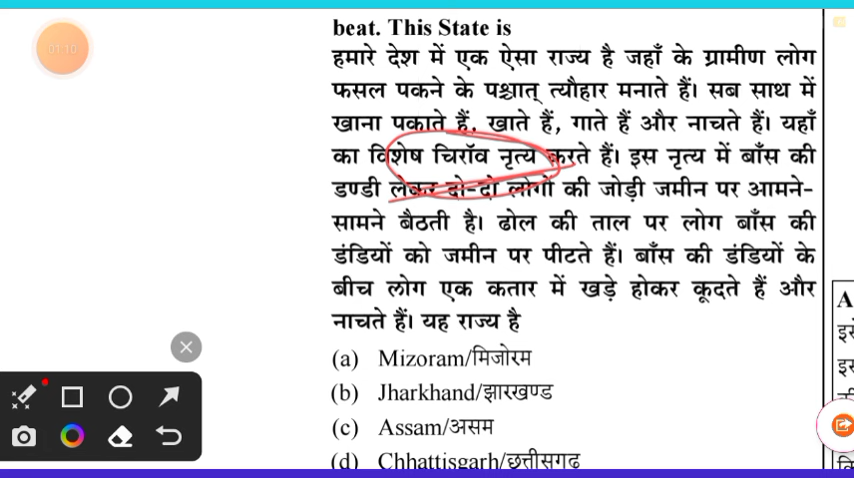 01:10
beat. This State is
हमारे देश में एक ऐसा राज्य है जहाँ के ग्रामीण लोग
फसल पकने के पश्चात् त्यौहार मनाते हैं। सब साथ में
खाना पकाते हैं, खाते हैं, गाते हैं और नाचते हैं। यहाँ
का विशेष चिरॉव नृत्य करते हैं। इस नृत्य में बाँस की
डण्डी लेकर दो-दो लोगों की जोड़ी जमीन पर आमने-
सामने बैठती है। ढोल की ताल पर लोग बाँस की
डंडियों को जमीन पर पीटते हैं। बाँस की डंडियों के
बीच लोग एक कतार में खड़े होकर कूदते हैं और
नाचते हैं। यह राज्य है
(a) Mizoram/मिजोरम
(b) Jharkhand/झारखण्ड
(c) Assam/असम
(d) Chhattisgarh/छत्तीसगढ़
A